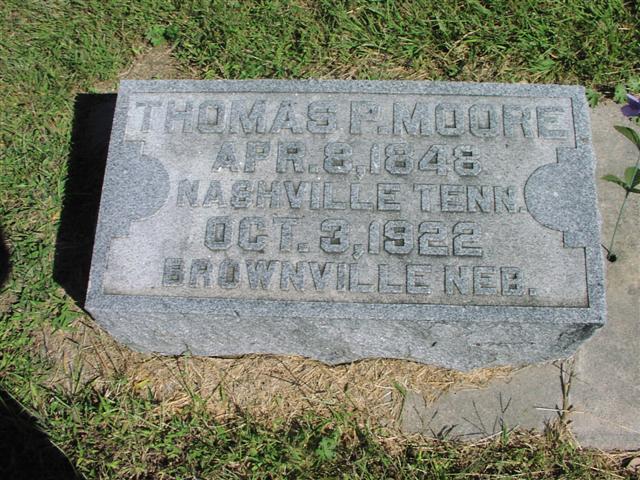 THOMAS P. MOORE
APR. 8, 1848
NASHVILLE TENN.
OCT. 3, 1922
BROWNVILLE NEB.